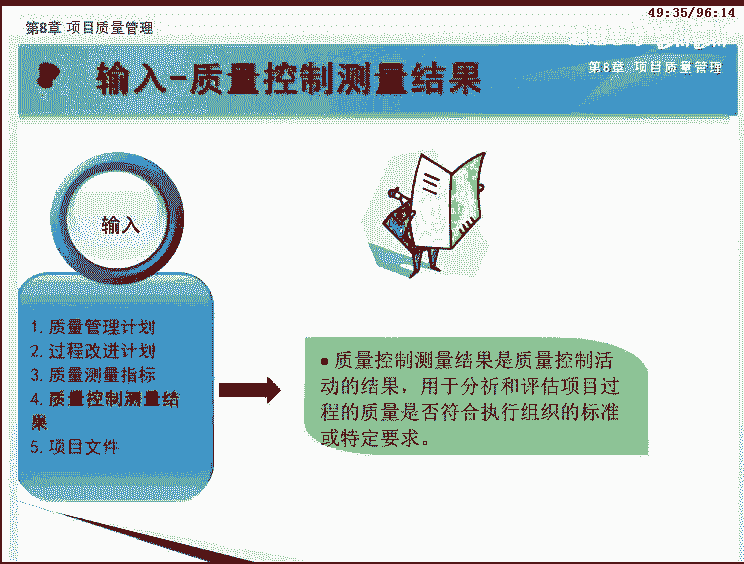 49:35/96:14
第8章 项目质量管理
输入-质量控制测量结果
第8章 项目质量管理
输入
1. 质量管理计划
2. 过程改进计划
3. 质量测量指标
4. 质量控制测量结
果
5. 项目文件
• 质量控制测量结果是质量控制活
动的结果，用于分析和评估项目过
程的质量是否符合执行组织的标准
或特定要求。